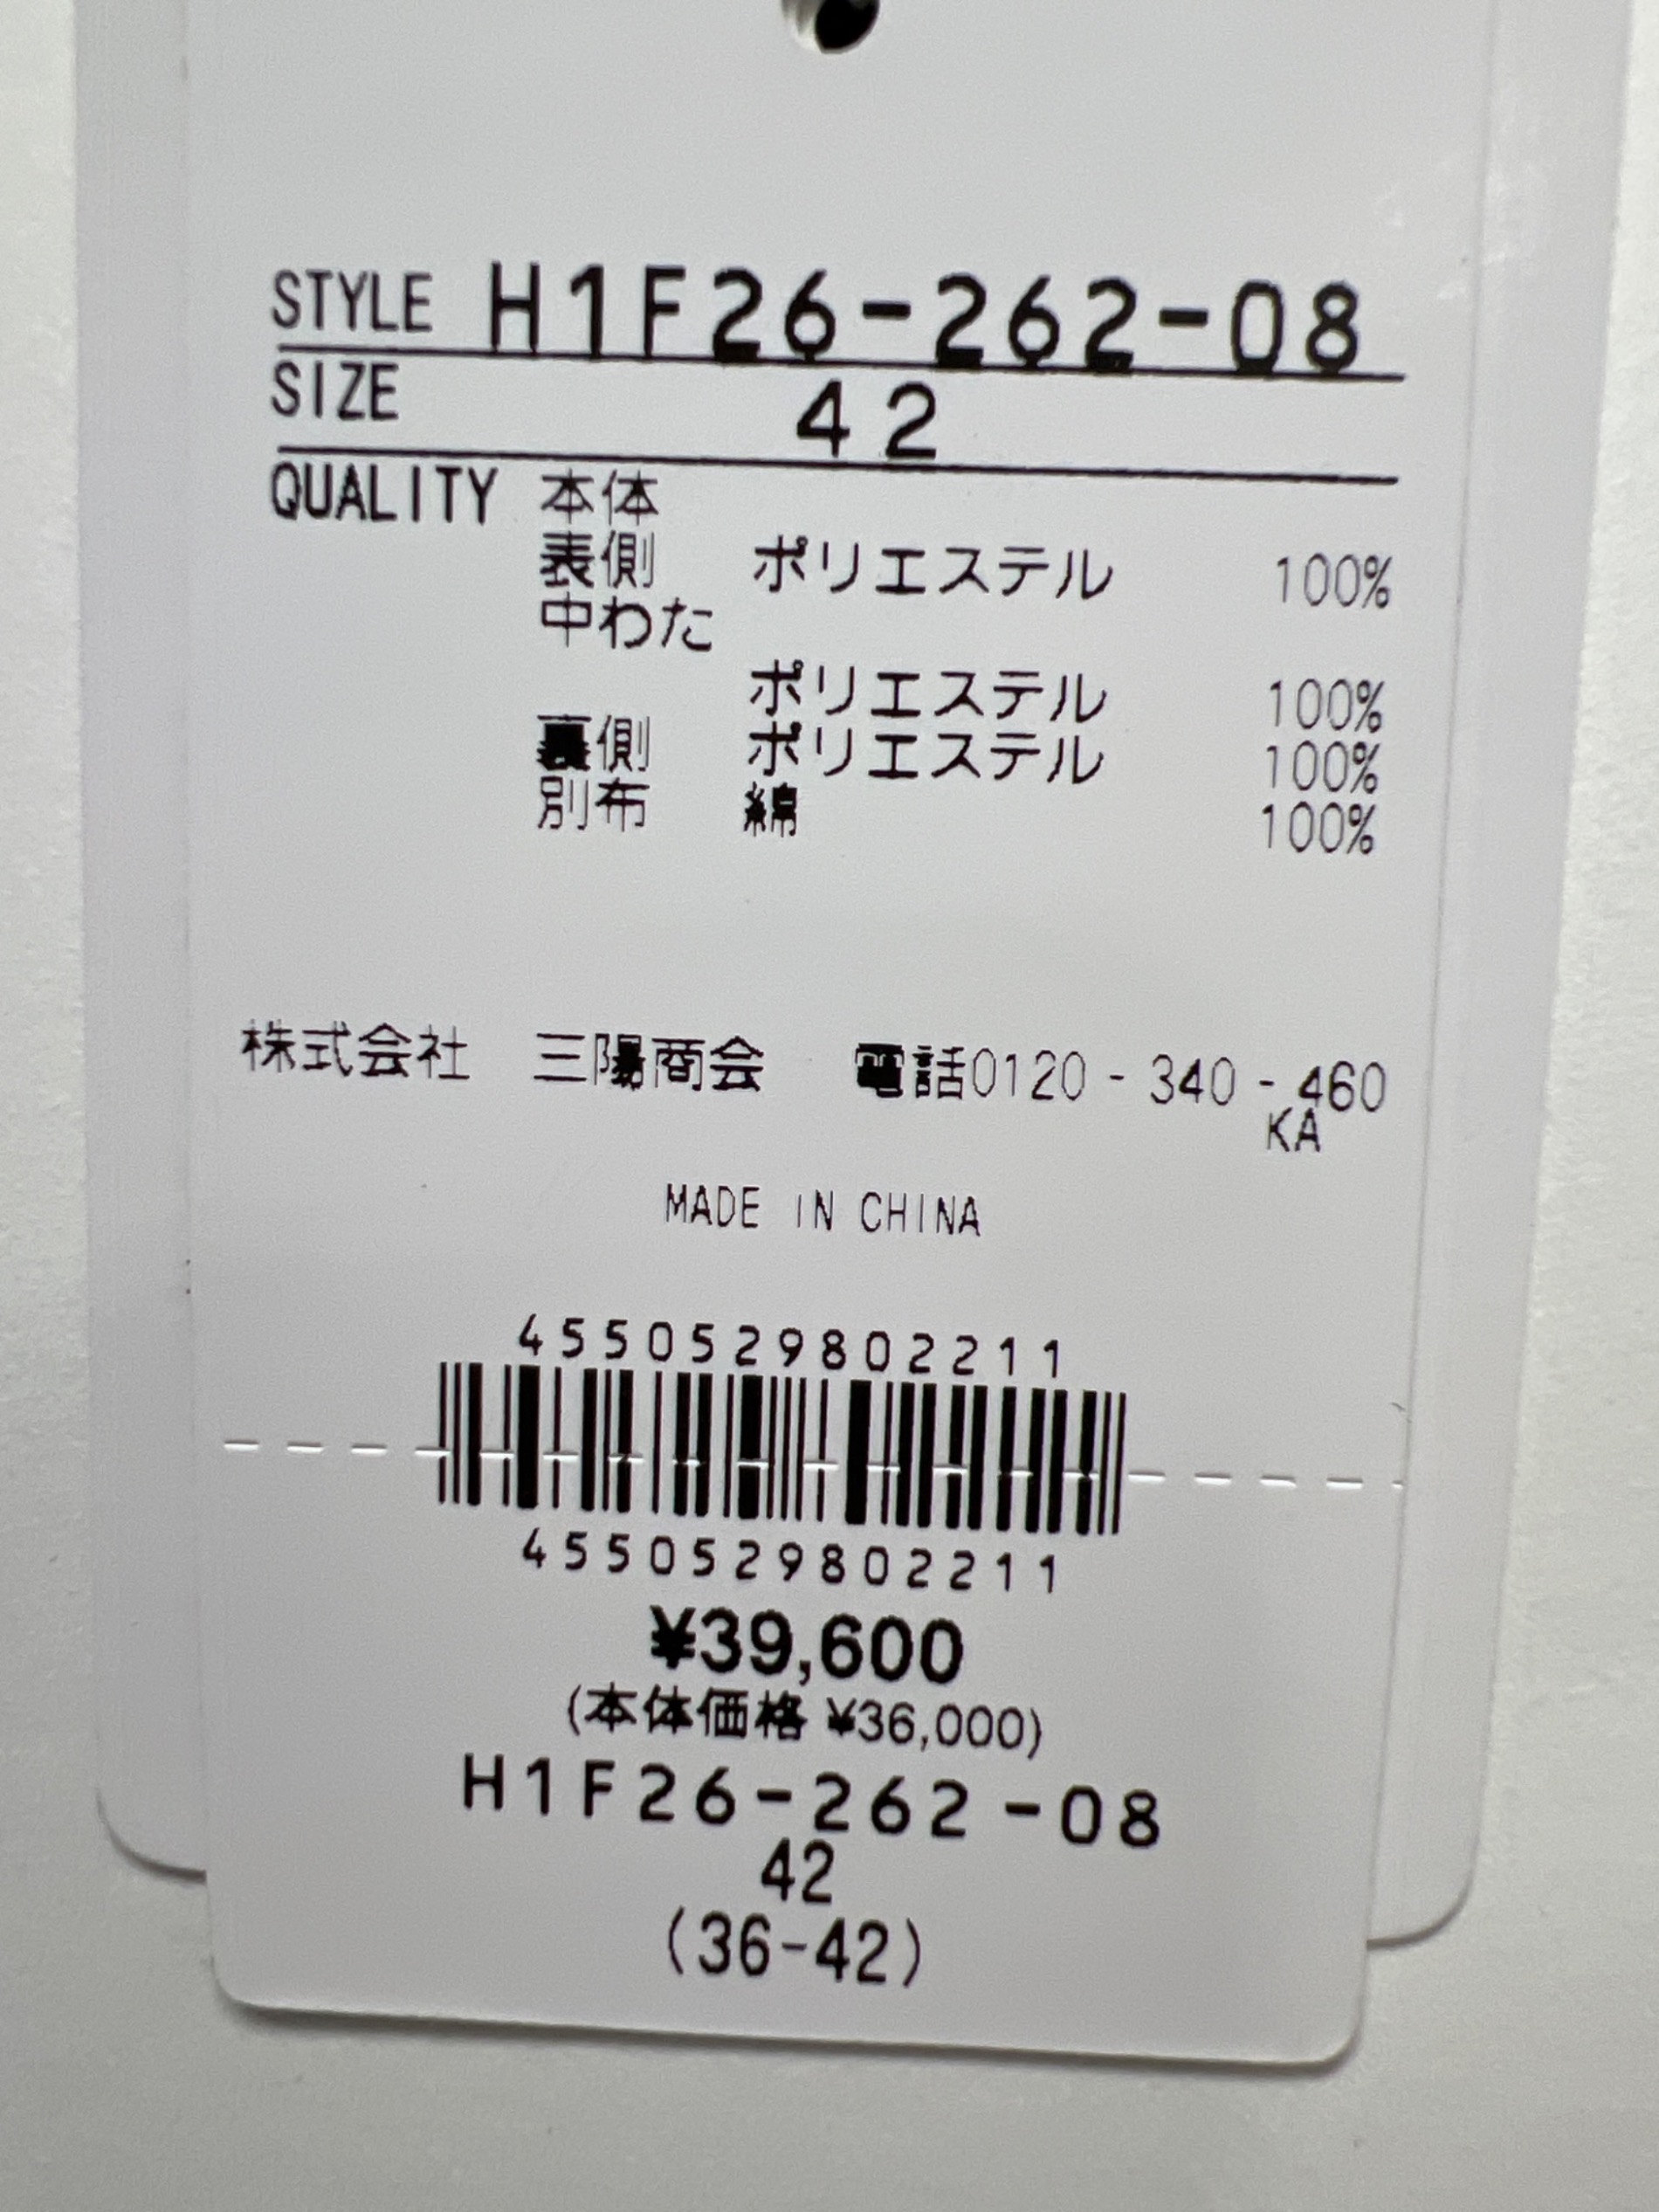 STYLE H1F26-262-08
SIZE 42
QUALITY 本体
表側 ポリエステル 100%
中わた
ポリエステル 100%
裏側 ポリエステル 100%
別布 綿 100%
株式会社 三陽商会 電話0120-340-460
KA
MADE IN CHINA
4550529802211
4550529802211
¥39,600
(本体価格 ¥36,000)
H1F26-262-08
42
(36-42)